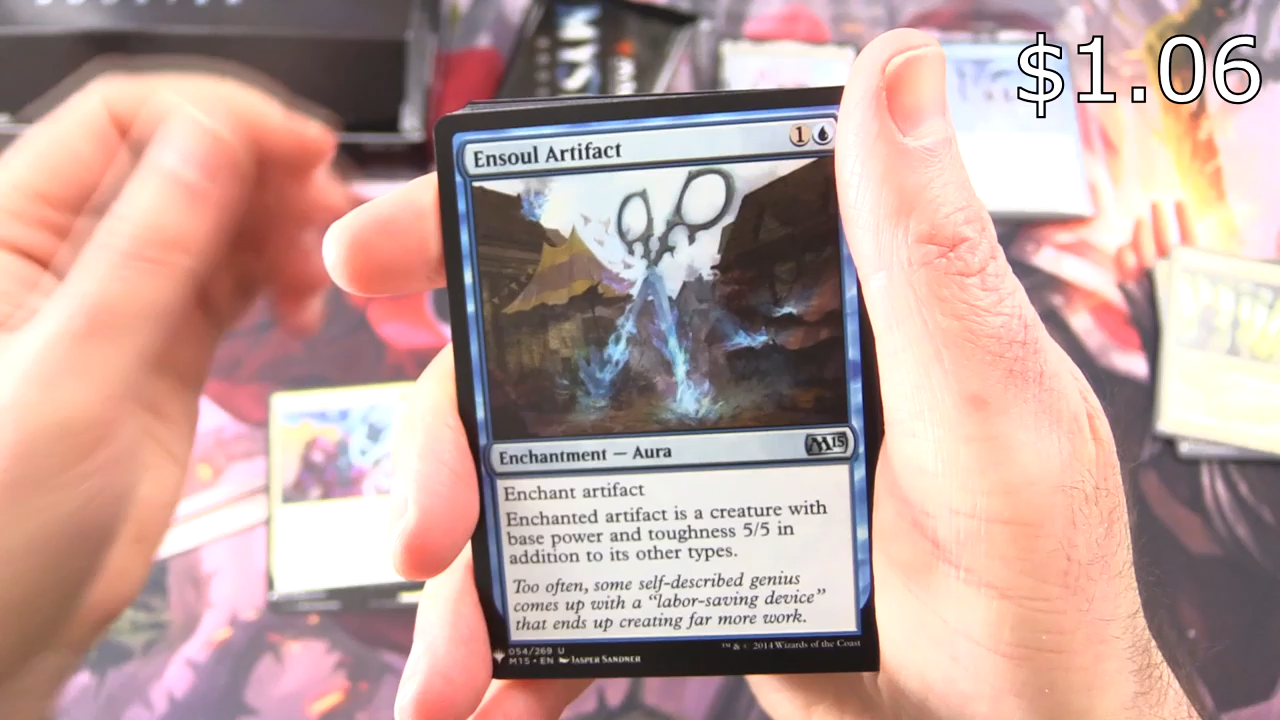 $1.06
Ensoul Artifact 1
Enchantment — Aura M15
Enchant artifact
Enchanted artifact is a creature with
base power and toughness 5/5 in
addition to its other types.
Too often, some self-described genius
comes up with a “labor-saving device”
that ends up creating far more work.
054/269 U
M15 • EN JASPER SANDNER
™ & © 2014 Wizards of the Coast